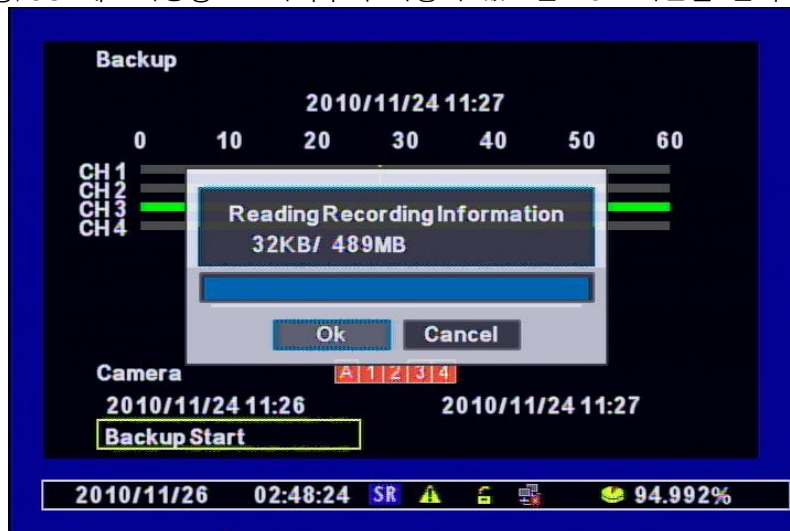 Backup
2010/11/24 11:27
0 10 20 30 40 50 60
CH 1
CH 2
CH 3
CH 4
Reading Recording Information
32KB/ 489MB
Ok Cancel
Camera A 1 2 3 4
2010/11/24 11:26 2010/11/24 11:27
Backup Start
2010/11/26 02:48:24 SR 94.992%